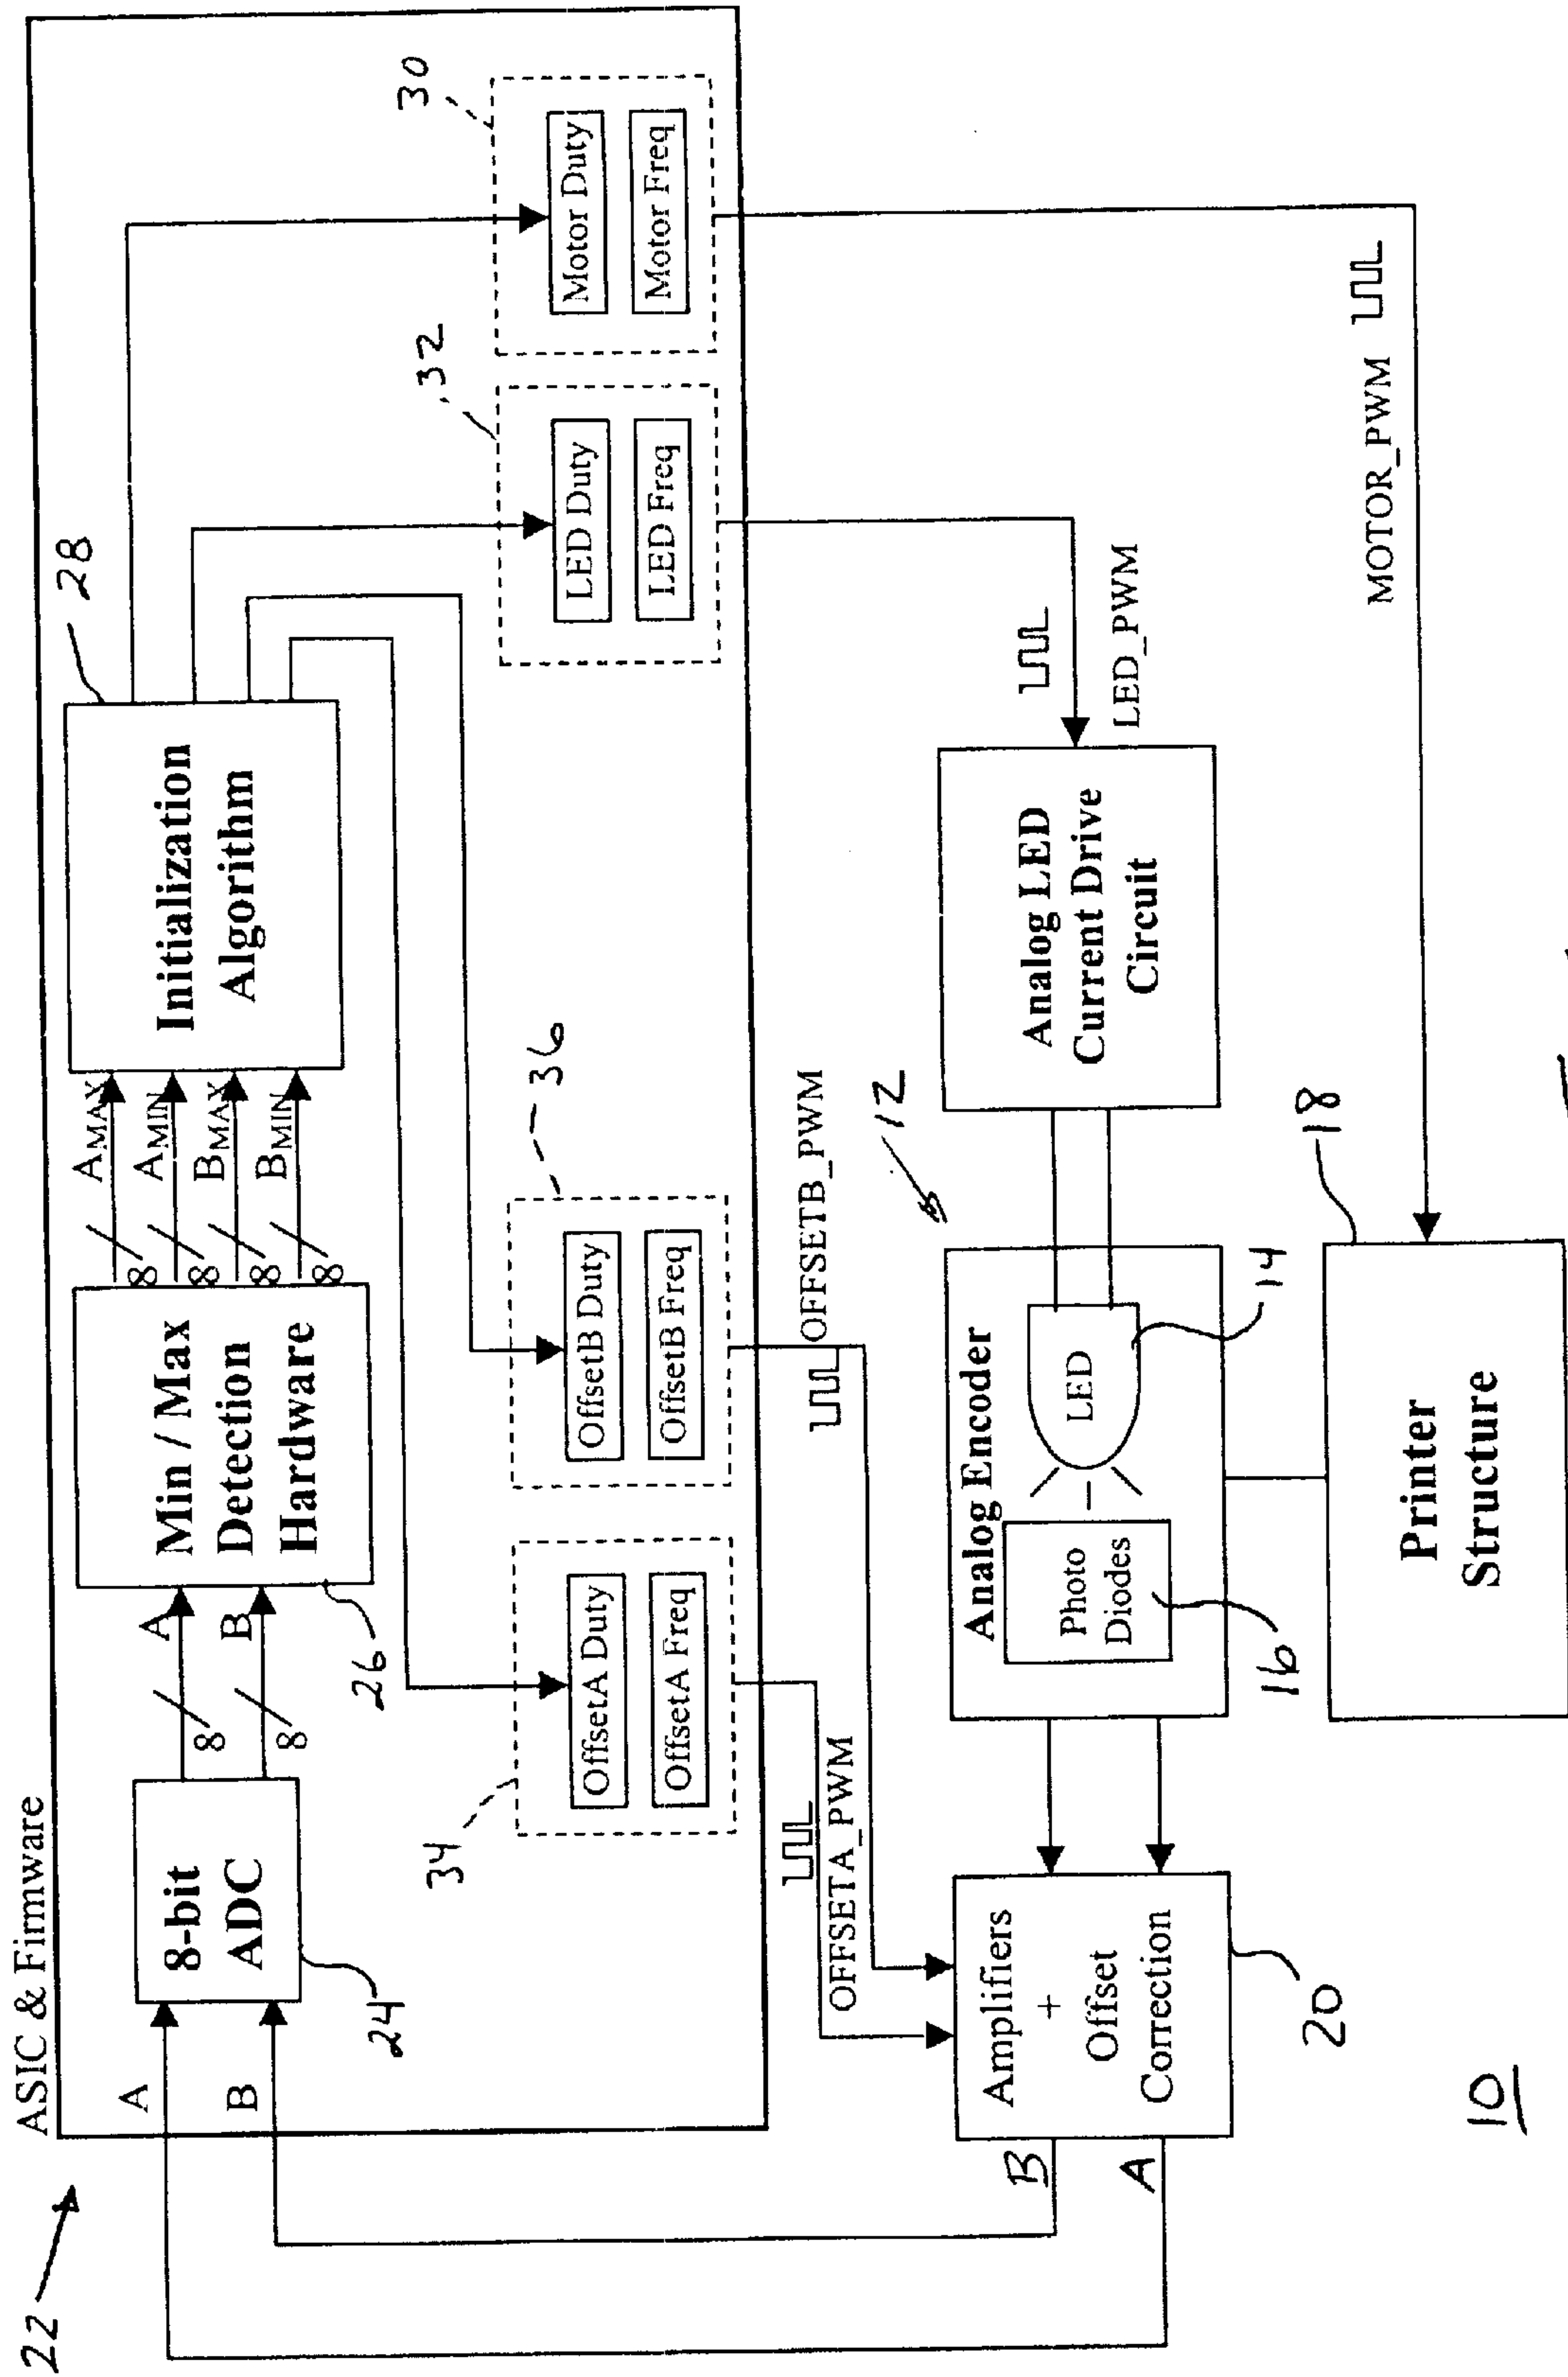 22
ASIC & Firmware
A
B
8-bit
ADC
24
8
8
A
B
Min / Max
Detection
Hardware
26
8
8
8
8
AMAX
AMIN
BMAX
BMIN
Initialization
Algorithm
28
34
OffsetA Duty
OffsetA Freq
36
OffsetB Duty
OffsetB Freq
32
LED Duty
LED Freq
30
Motor Duty
Motor Freq
OFFSETA_PWM
OFFSETB_PWM
LED_PWM
MOTOR_PWM
B
A
Amplifiers
+
Offset
Correction
20
12
Analog Encoder
Photo
Diodes
16
LED
14
Analog LED
Current Drive
Circuit
Printer
Structure
18
10